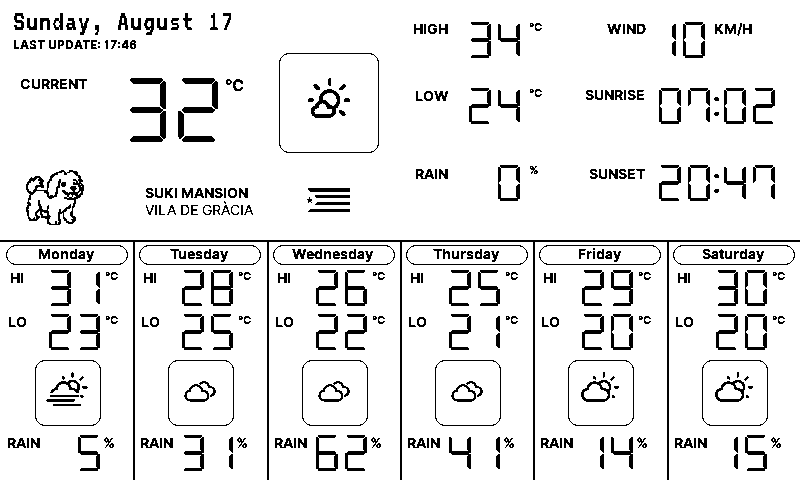 Sunday, August 17
LAST UPDATE: 17:46
CURRENT 32 °C
SUKI MANSION
VILA DE GRÀCIA
HIGH 34 °C
LOW 24 °C
RAIN 0 %
WIND 10 KM/H
SUNRISE 07:02
SUNSET 20:47
Monday
HI 31 °C
LO 23 °C
RAIN 5 %
Tuesday
HI 28 °C
LO 25 °C
RAIN 31 %
Wednesday
HI 26 °C
LO 22 °C
RAIN 62 %
Thursday
HI 25 °C
LO 21 °C
RAIN 41 %
Friday
HI 29 °C
LO 20 °C
RAIN 14 %
Saturday
HI 30 °C
LO 20 °C
RAIN 15 %